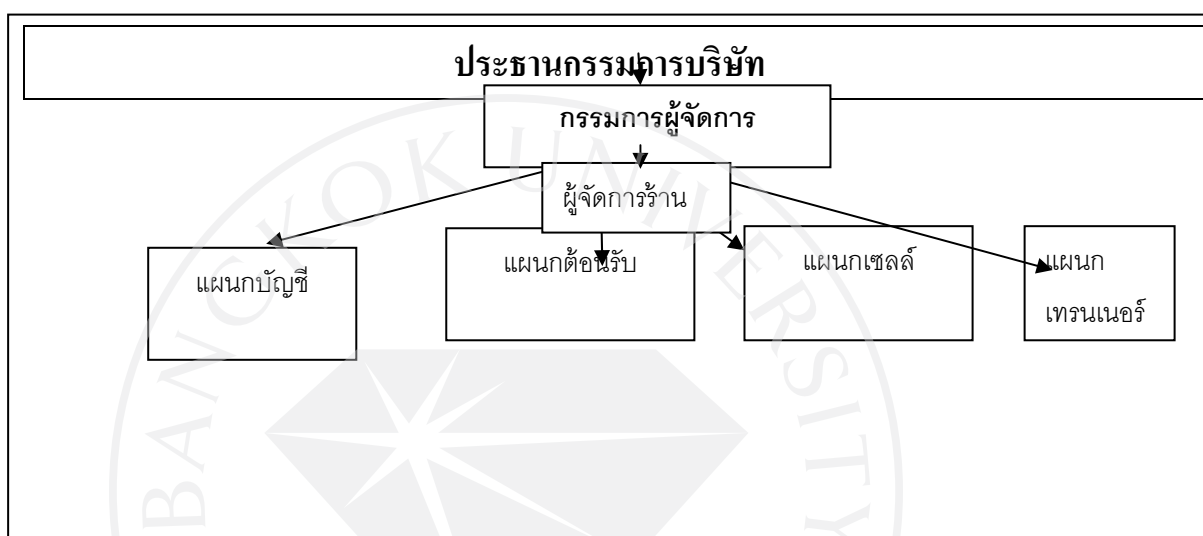 ประธานกรรมการบริษัท
กรรมการผู้จัดการ
ผู้จัดการร้าน
แผนกบัญชี
แผนกต้อนรับ
แผนกเซลล์
แผนก
เทรนเนอร์
BANGKOK UNIVERSITY